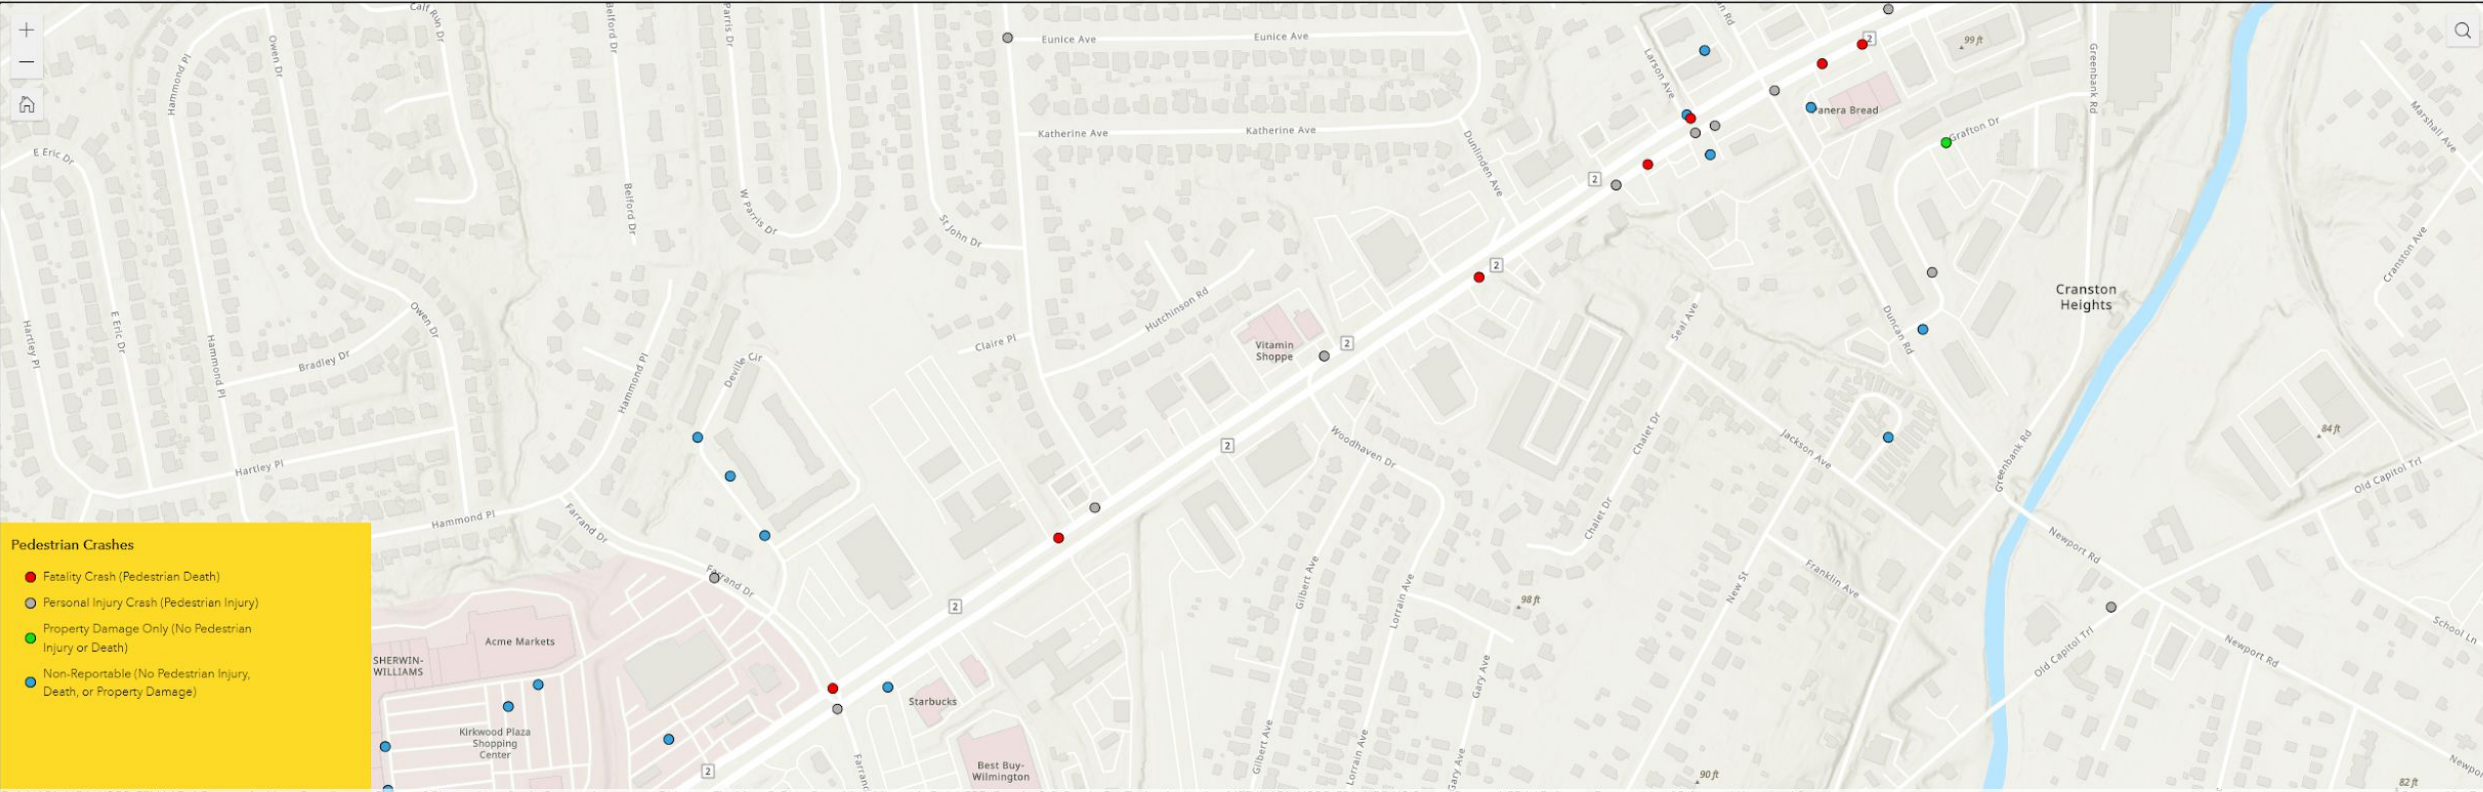 Calf Run Dr
Belford Dr
Parris Dr
Owen Dr
Hammond Pl
Eunice Ave
Eunice Ave
2
99 ft
Larson Ave
Greenbank Rd
Panera Bread
Marshall Ave
Katherine Ave
Katherine Ave
Grafton Dr
E Eric Dr
Dunlinden Ave
2
Belford Dr
W Parris Dr
St John Dr
Cranston Ave
2
Cranston
Heights
Hutchinson Rd
Seal Ave
Owen Dr
E Eric Dr
Hartley Pl
Hammond Pl
Duncan Rd
Claire Pl
Vitamin
Shoppe
2
Bradley Dr
Deville Cir
Hammond Pl
84 ft
2
Woodhaven Dr
Chalet Dr
Jackson Ave
Greenbank Rd
Old Capitol Trl
Hartley Pl
Hammond Pl
Farrand Dr
Chalet Dr
Newport Rd
Pedestrian Crashes
Fatality Crash (Pedestrian Death)
Personal Injury Crash (Pedestrian Injury)
Property Damage Only (No Pedestrian
Injury or Death)
Non-Reportable (No Pedestrian Injury,
Death, or Property Damage)
Farrand Dr
Gilbert Ave
Lorrain Ave
98 ft
New St
Franklin Ave
2
Acme Markets
SHERWIN-
WILLIAMS
School Ln
Old Capitol Trl
Newport Rd
Gary Ave
Starbucks
Kirkwood Plaza
Shopping
Center
2
Best Buy-
Wilmington
Gilbert Ave
Lorrain Ave
Gary Ave
90 ft
82 ft